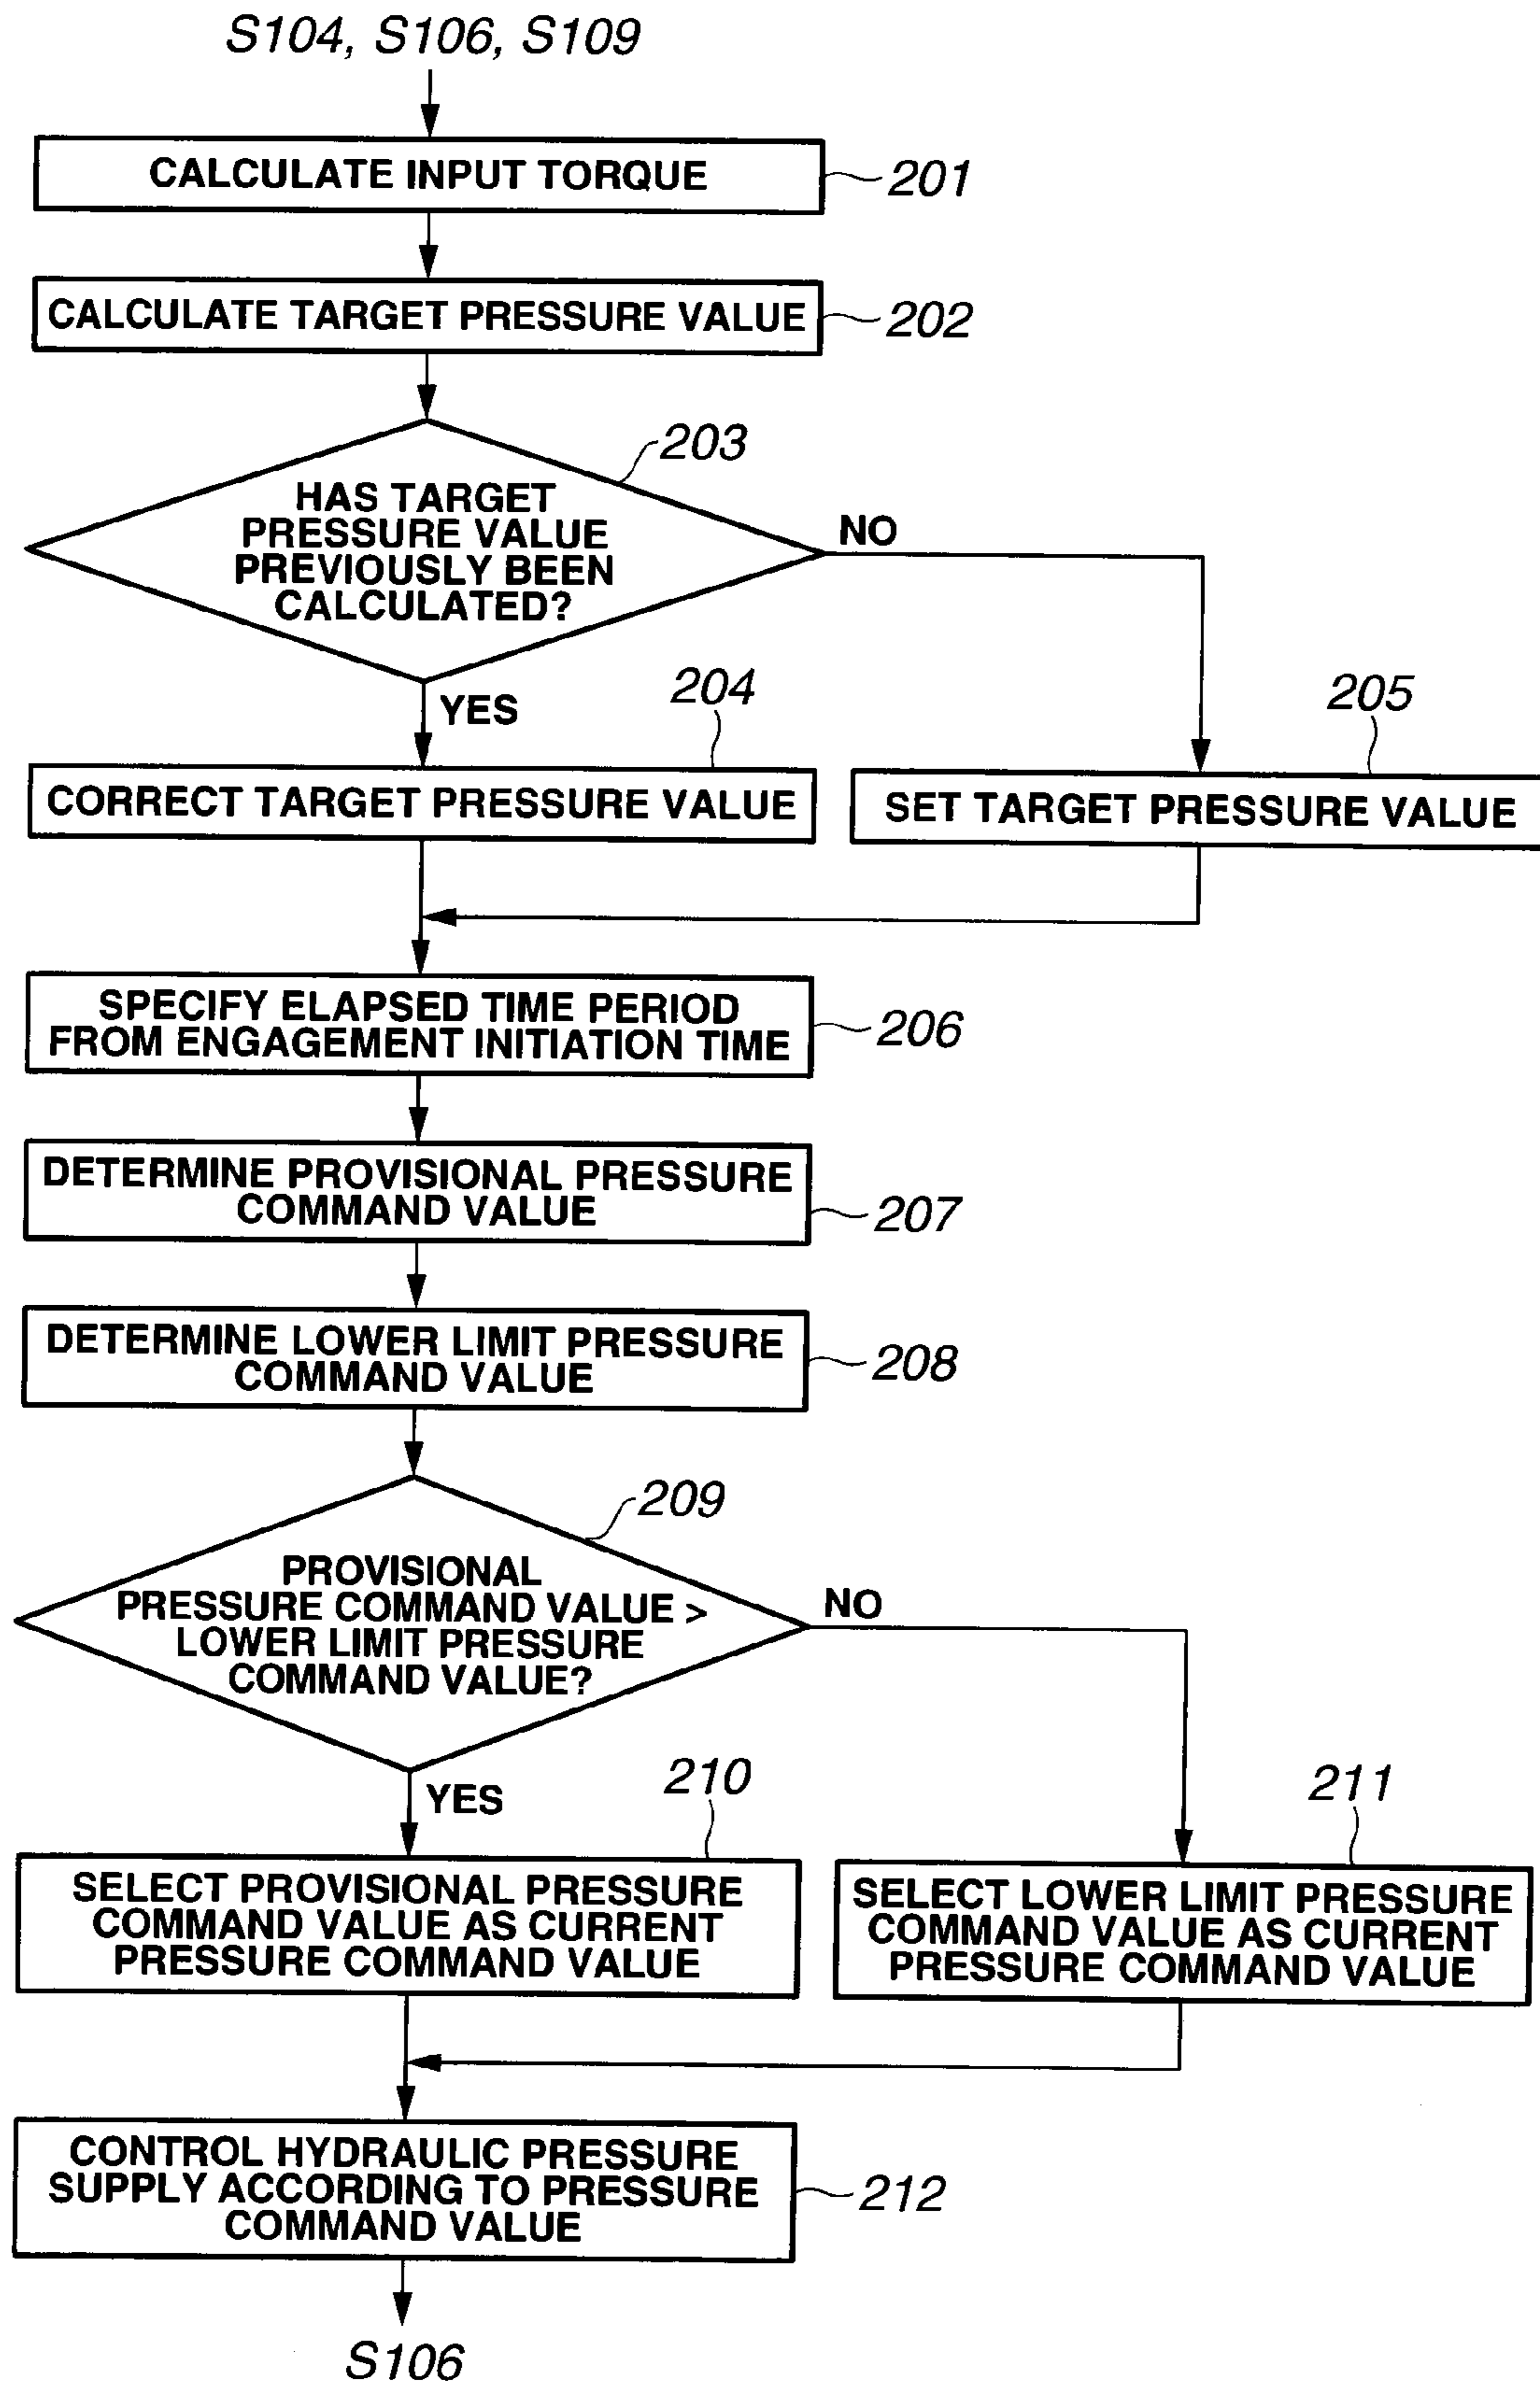 S104, S106, S109
CALCULATE INPUT TORQUE
201
CALCULATE TARGET PRESSURE VALUE
202
203
HAS TARGET
PRESSURE VALUE
PREVIOUSLY BEEN
CALCULATED?
NO
YES
204
205
CORRECT TARGET PRESSURE VALUE
SET TARGET PRESSURE VALUE
SPECIFY ELAPSED TIME PERIOD
FROM ENGAGEMENT INITIATION TIME
206
DETERMINE PROVISIONAL PRESSURE
COMMAND VALUE
207
DETERMINE LOWER LIMIT PRESSURE
COMMAND VALUE
208
209
PROVISIONAL
PRESSURE COMMAND VALUE >
LOWER LIMIT PRESSURE
COMMAND VALUE?
NO
YES
210
211
SELECT PROVISIONAL PRESSURE
COMMAND VALUE AS CURRENT
PRESSURE COMMAND VALUE
SELECT LOWER LIMIT PRESSURE
COMMAND VALUE AS CURRENT
PRESSURE COMMAND VALUE
CONTROL HYDRAULIC PRESSURE
SUPPLY ACCORDING TO PRESSURE
COMMAND VALUE
212
S106